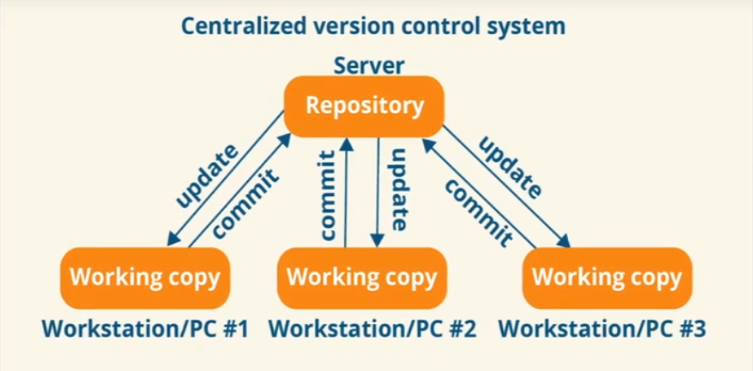 Centralized version control system
Server
Repository
update
commit
commit
update
update
commit
Working copy
Working copy
Working copy
Workstation/PC #1
Workstation/PC #2
Workstation/PC #3